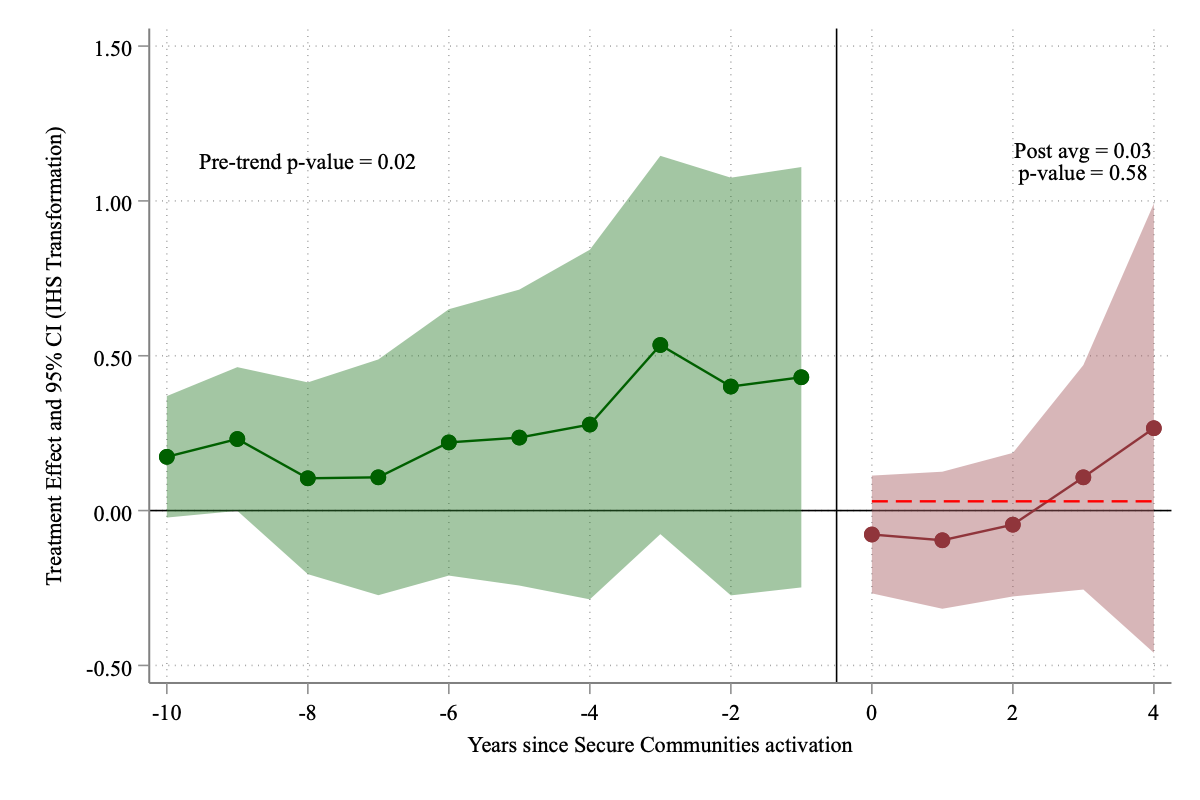 Treatment Effect and 95% CI (IHS Transformation)
1.50
1.00
0.50
0.00
-0.50
Pre-trend p-value = 0.02
Post avg = 0.03
p-value = 0.58
-10 -8 -6 -4 -2 0 2 4
Years since Secure Communities activation